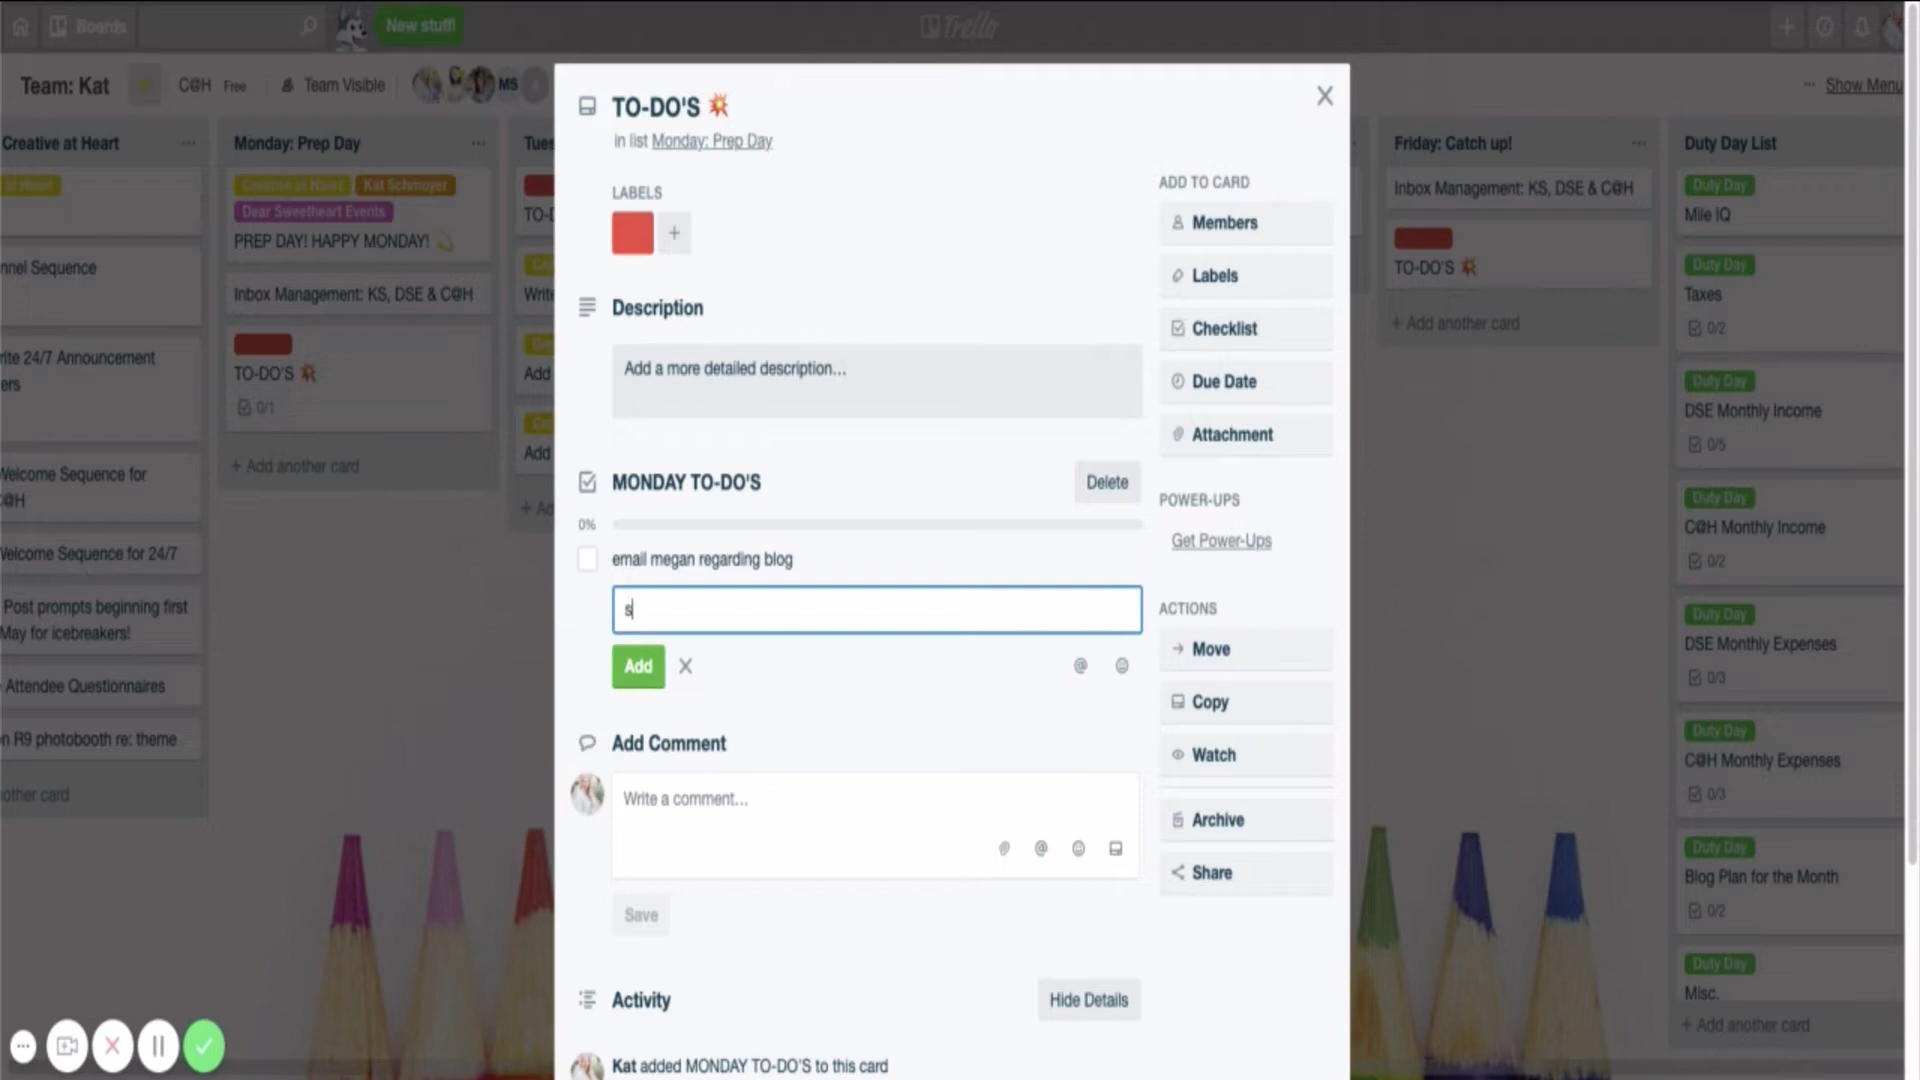 Boards
New stuff!
Trello
Team: Kat
C@H
Free
Team Visible
MS
Show Menu
Creative at Heart
at Heart
nnel Sequence
rite 24/7 Announcement
ers
Welcome Sequence for
C@H
Welcome Sequence for 24/7
Post prompts beginning first
May for icebreakers!
Attendee Questionnaires
n R9 photobooth re: theme
other card
Monday: Prep Day
Creative at Heart
Kat Schmoyer
Dear Sweetheart Events
PREP DAY! HAPPY MONDAY!
Inbox Management: KS, DSE & C@H
TO-DO'S
0/1
+ Add another card
Tues
TO-D
Write
Add
Add
+ Ad
TO-DO'S
in list Monday: Prep Day
LABELS
+
Description
Add a more detailed description...
MONDAY TO-DO'S
Delete
0%
email megan regarding blog
s
Add
@
Add Comment
Write a comment...
@
Save
Activity
Hide Details
Kat added MONDAY TO-DO'S to this card
ADD TO CARD
Members
Labels
Checklist
Due Date
Attachment
POWER-UPS
Get Power-Ups
ACTIONS
Move
Copy
Watch
Archive
Share
Friday: Catch up!
Inbox Management: KS, DSE & C@H
TO-DO'S
+ Add another card
Duty Day List
Duty Day
Mile IQ
Duty Day
Taxes
0/2
Duty Day
DSE Monthly Income
0/5
Duty Day
C@H Monthly Income
0/2
Duty Day
DSE Monthly Expenses
0/3
Duty Day
C@H Monthly Expenses
0/3
Duty Day
Blog Plan for the Month
0/2
Duty Day
Misc.
+ Add another card